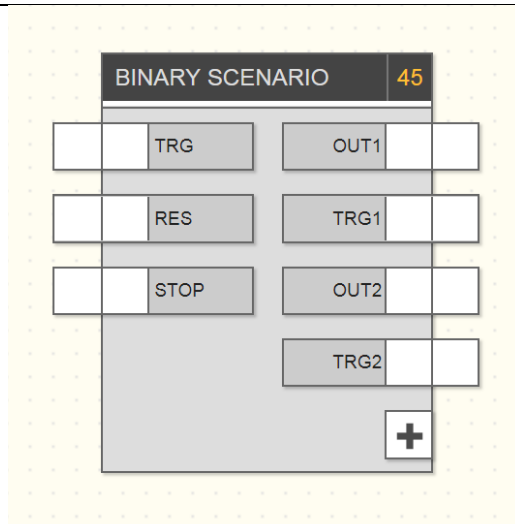 BINARY SCENARIO 45
TRG OUT1
RES TRG1
STOP OUT2
TRG2